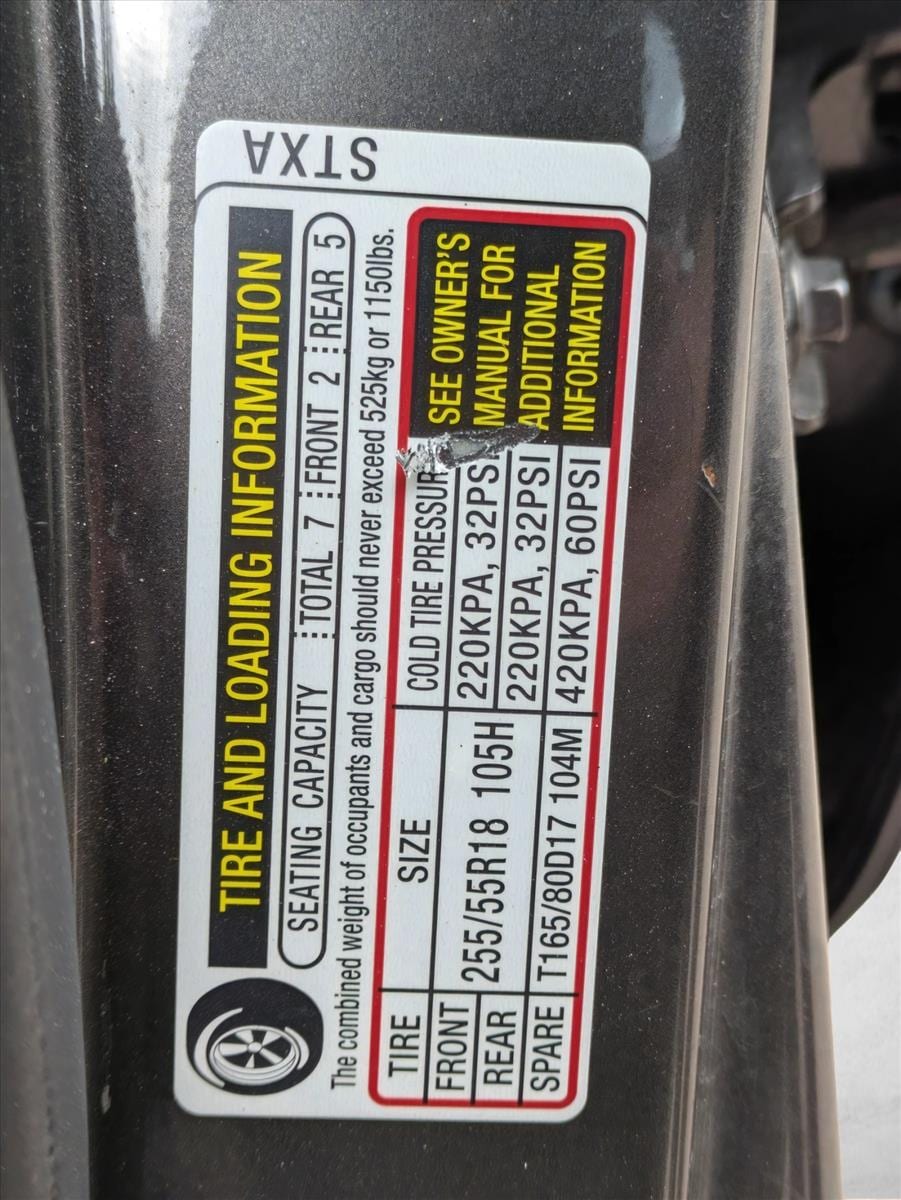 STXA
TIRE AND LOADING INFORMATION
SEATING CAPACITY TOTAL 7 FRONT 2 REAR 5
The combined weight of occupants and cargo should never exceed 525kg or 1150lbs.
TIRE SIZE COLD TIRE PRESSUR
FRONT 255/55R18 105H 220KPA, 32PSI
REAR 220KPA, 32PSI
SPARE T165/80D17 104M 420KPA, 60PSI
SEE OWNER'S
MANUAL FOR
ADDITIONAL
INFORMATION